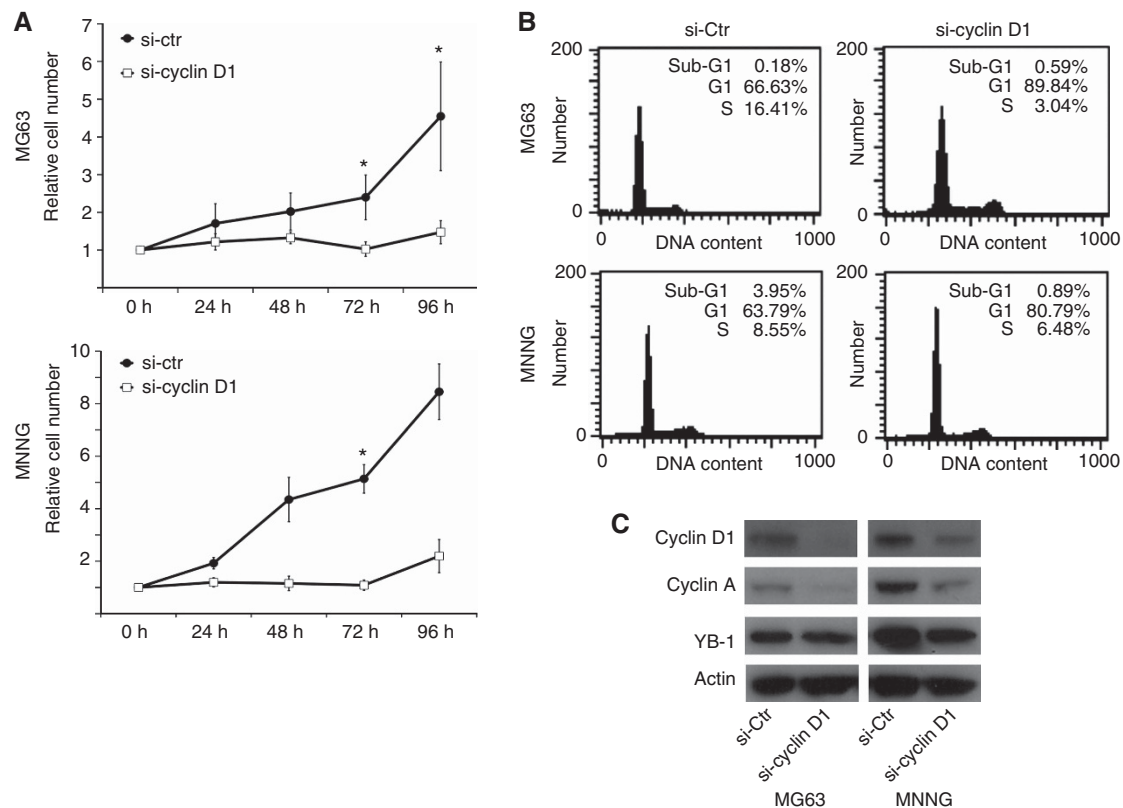 A
7
6
5
4
3
2
1
MG63
Relative cell number
si-ctr
si-cyclin D1
*
*
0 h 24 h 48 h 72 h 96 h
10
8
6
4
2
MNNG
Relative cell number
si-ctr
si-cyclin D1
*
0 h 24 h 48 h 72 h 96 h
B
si-Ctr
si-cyclin D1
MG63
200
Number
0
Sub-G1 0.18%
G1 66.63%
S 16.41%
0 1000
DNA content
200
Number
0
Sub-G1 0.59%
G1 89.84%
S 3.04%
0 1000
DNA content
MNNG
200
Number
0
Sub-G1 3.95%
G1 63.79%
S 8.55%
0 1000
DNA content
200
Number
0
Sub-G1 0.89%
G1 80.79%
S 6.48%
0 1000
DNA content
C
Cyclin D1
Cyclin A
YB-1
Actin
si-Ctr
si-cyclin D1
si-Ctr
si-cyclin D1
MG63 MNNG